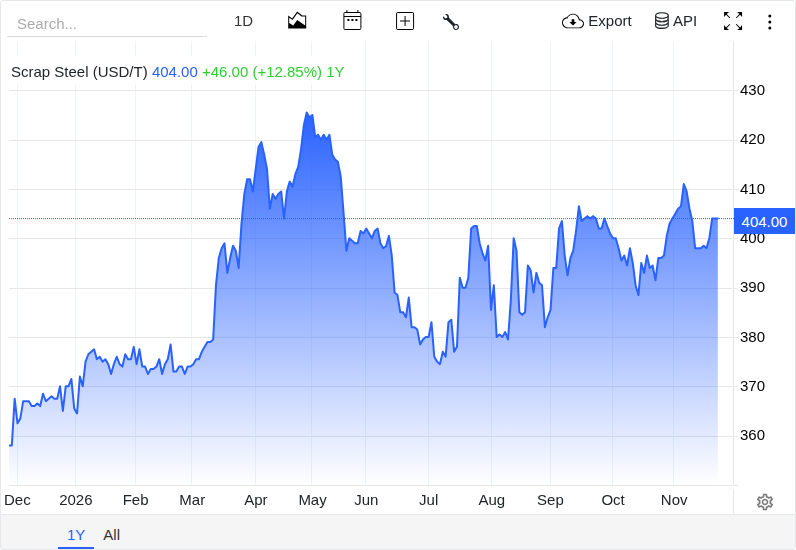 Search... 1D Export API
Scrap Steel (USD/T) 404.00 +46.00 (+12.85%) 1Y
430
420
410
404.00
400
390
380
370
360
Dec 2026 Feb Mar Apr May Jun Jul Aug Sep Oct Nov
1Y All